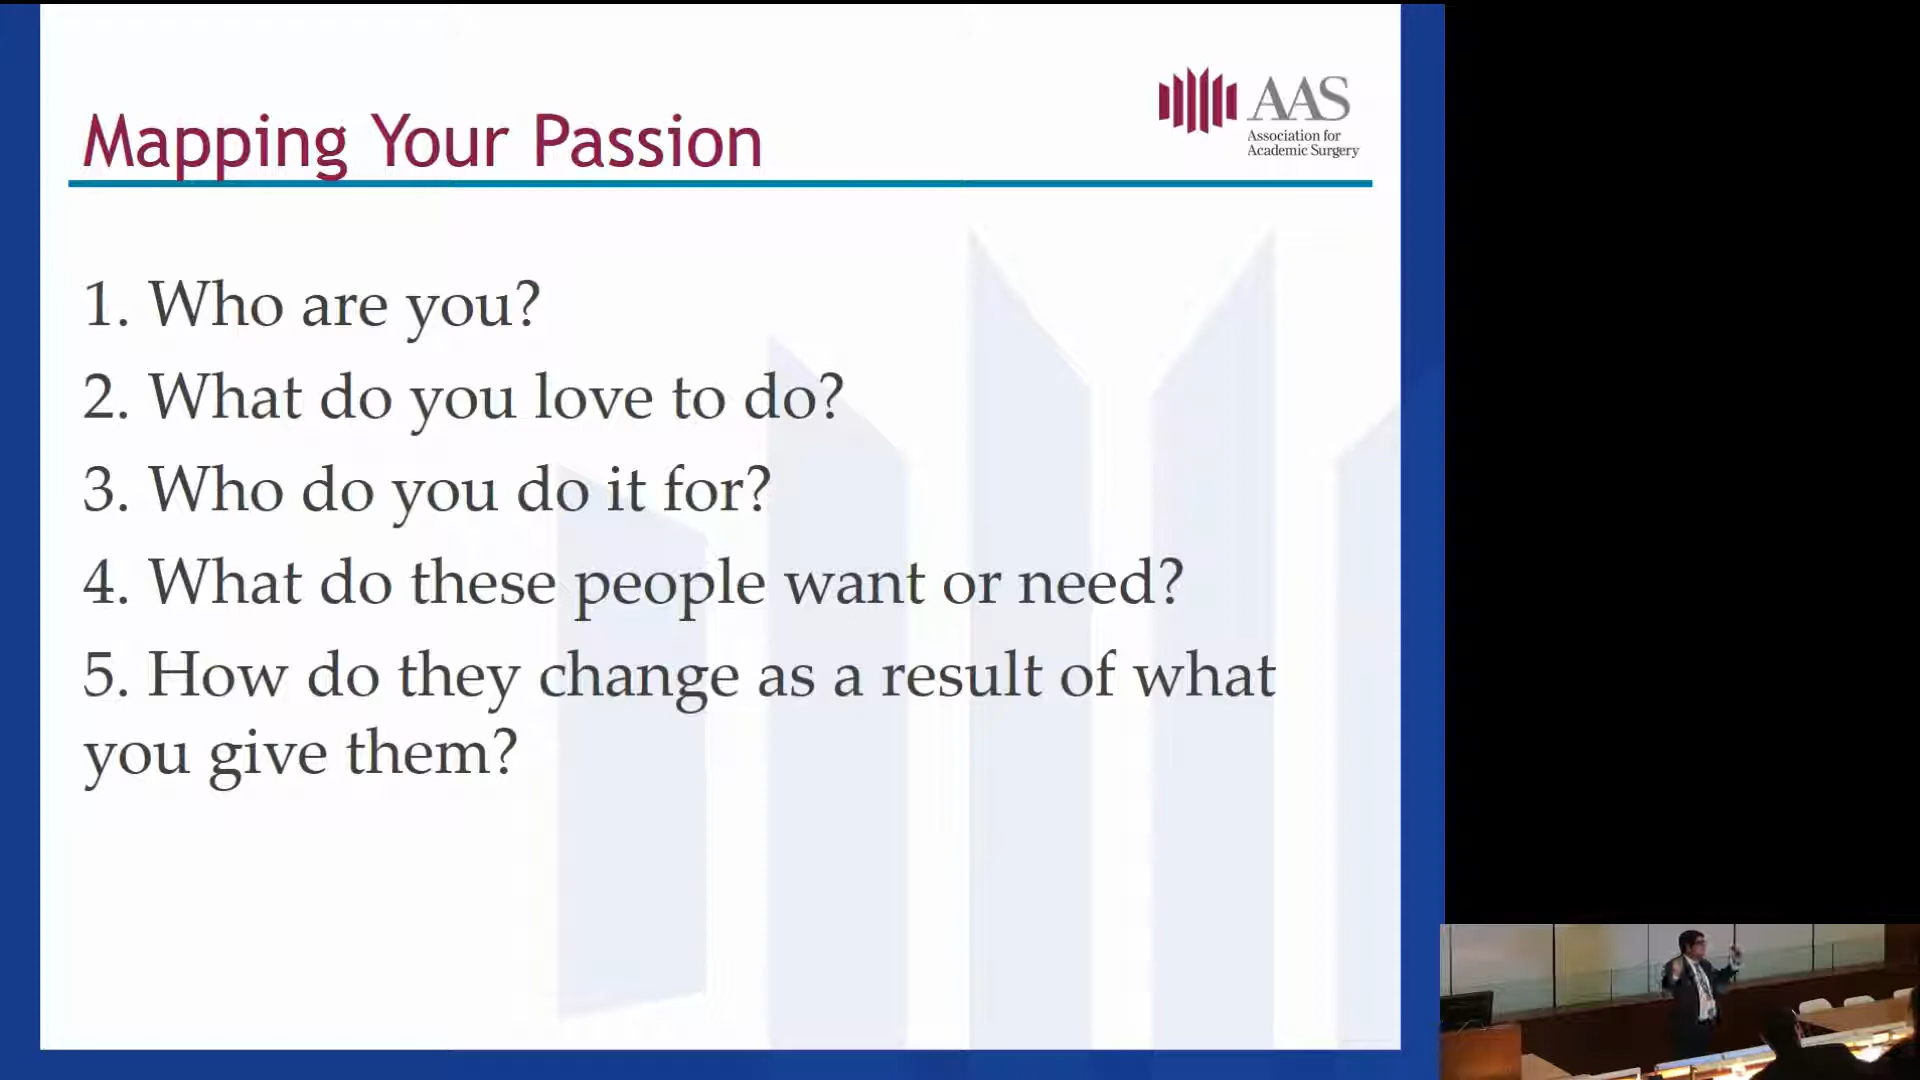 Mapping Your Passion
AAS
Association for
Academic Surgery
1. Who are you?
2. What do you love to do?
3. Who do you do it for?
4. What do these people want or need?
5. How do they change as a result of what
you give them?